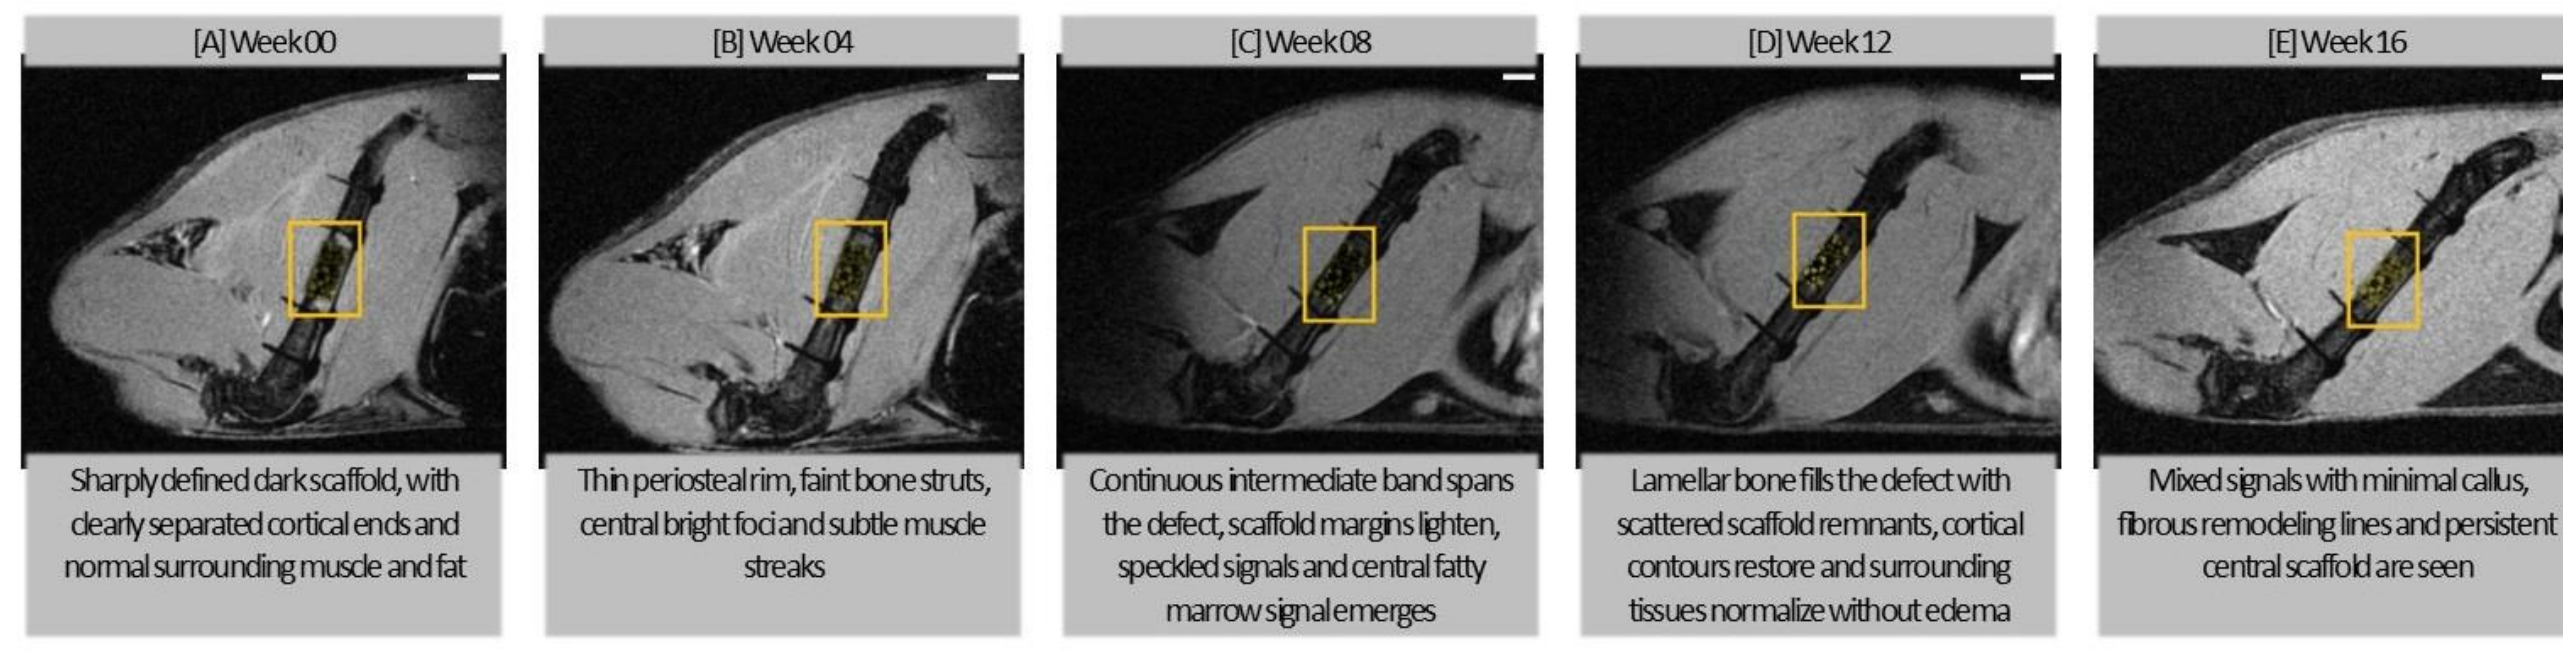 [A] Week 00
[B] Week 04
[C] Week 08
[D] Week 12
[E] Week 16
Sharply defined dark scaffold, with
clearly separated cortical ends and
normal surrounding muscle and fat
Thin periosteal rim, faint bone struts,
central bright foci and subtle muscle
streaks
Continuous intermediate band spans
the defect, scaffold margins lighten,
speckled signals and central fatty
marrow signal emerges
Lamellar bone fills the defect with
scattered scaffold remnants, cortical
contours restore and surrounding
tissues normalize without edema
Mixed signals with minimal callus,
fibrous remodeling lines and persistent
central scaffold are seen